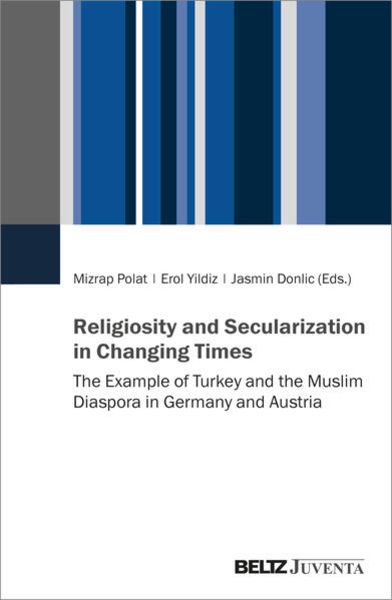 Mizrap Polat | Erol Yildiz | Jasmin Donlic (Eds.)
Religiosity and Secularization
in Changing Times
The Example of Turkey and the Muslim
Diaspora in Germany and Austria
BELTZ JUVENTA